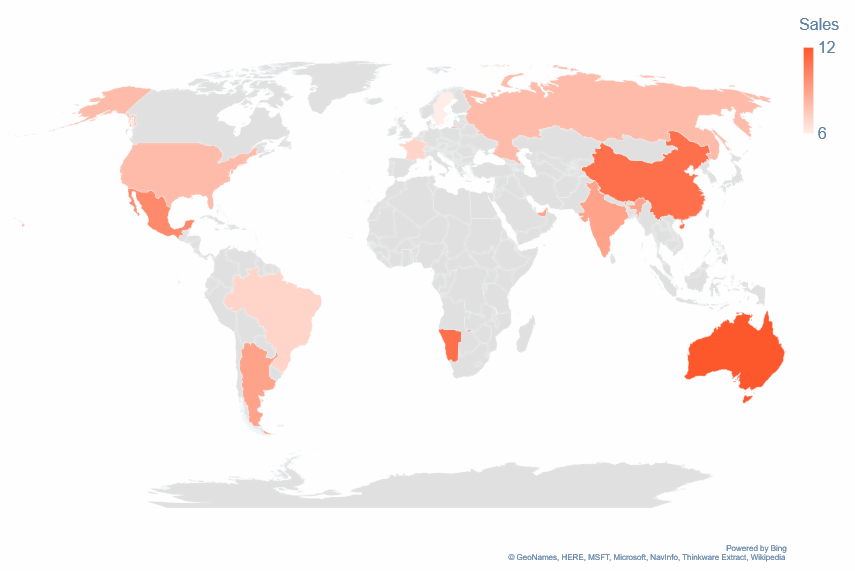 Sales
12
6
Powered by Bing
© GeoNames, HERE, MSFT, Microsoft, NavInfo, Thinkware Extract, Wikipedia